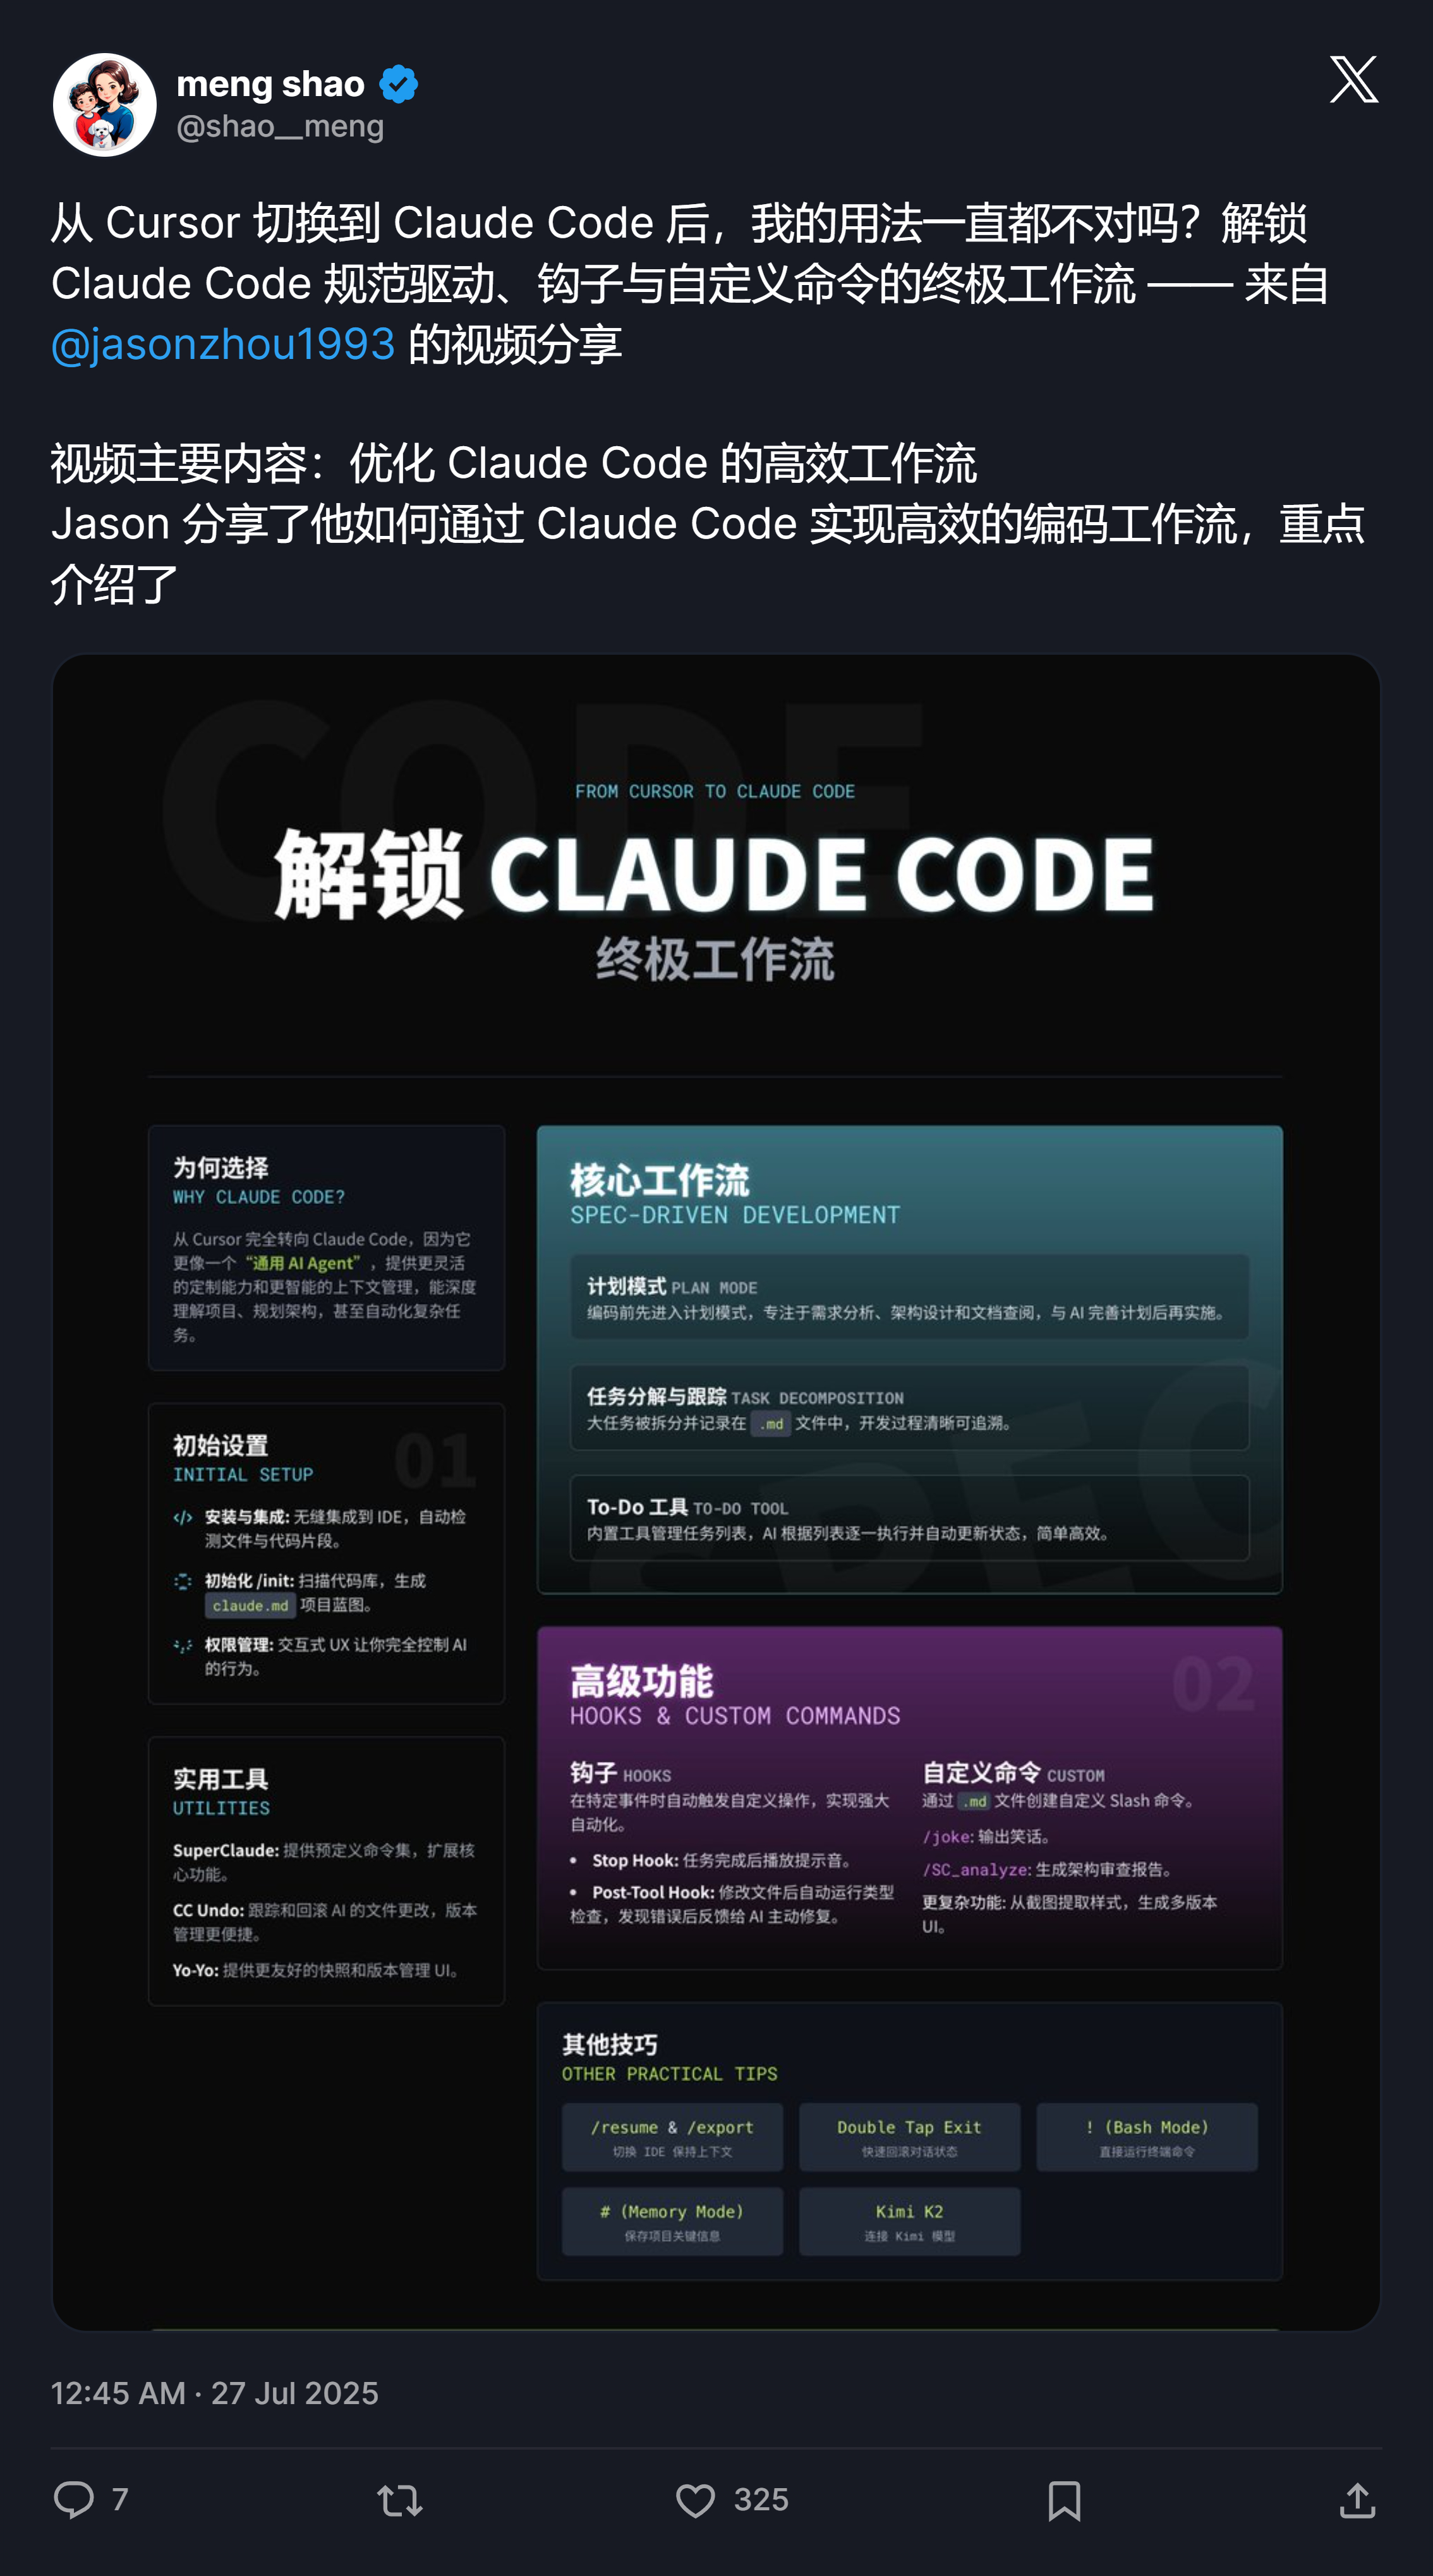 meng shao
@shao__meng
从 Cursor 切换到 Claude Code 后，我的用法一直都不对吗？解锁
Claude Code 规范驱动、钩子与自定义命令的终极工作流 —— 来自
@jasonzhou1993 的视频分享
视频主要内容：优化 Claude Code 的高效工作流
Jason 分享了他如何通过 Claude Code 实现高效的编码工作流，重点
介绍了
CODE
FROM CURSOR TO CLAUDE CODE
解锁 CLAUDE CODE
终极工作流
为何选择
WHY CLAUDE CODE?
从 Cursor 完全转向 Claude Code，因为它
更像一个“通用 AI Agent”，提供更灵活
的定制能力和更智能的上下文管理，能深度
理解项目、规划架构，甚至自动化复杂任
务。
初始设置
01
INITIAL SETUP
</> 安装与集成: 无缝集成到 IDE，自动检
测文件与代码片段。
初始化 /init: 扫描代码库，生成
claude.md 项目蓝图。
权限管理: 交互式 UX 让你完全控制 AI
的行为。
实用工具
UTILITIES
SuperClaude: 提供预定义命令集，扩展核
心功能。
CC Undo: 跟踪和回滚 AI 的文件更改，版本
管理更便捷。
Yo-Yo: 提供更友好的快照和版本管理 UI。
核心工作流
SPEC-DRIVEN DEVELOPMENT
计划模式 PLAN MODE
编码前先进入计划模式，专注于需求分析、架构设计和文档查阅，与 AI 完善计划后再实施。
任务分解与跟踪 TASK DECOMPOSITION
大任务被拆分并记录在 .md 文件中，开发过程清晰可追溯。
To-Do 工具 TO-DO TOOL
内置工具管理任务列表，AI 根据列表逐一执行并自动更新状态，简单高效。
SPEC
高级功能
02
HOOKS & CUSTOM COMMANDS
钩子 HOOKS
在特定事件时自动触发自定义操作，实现强大
自动化。
• Stop Hook: 任务完成后播放提示音。
• Post-Tool Hook: 修改文件后自动运行类型
检查，发现错误后反馈给 AI 主动修复。
自定义命令 CUSTOM
通过 .md 文件创建自定义 Slash 命令。
/joke: 输出笑话。
/SC_analyze: 生成架构审查报告。
更复杂功能: 从截图提取样式，生成多版本
UI。
其他技巧
OTHER PRACTICAL TIPS
/resume & /export
切换 IDE 保持上下文
Double Tap Exit
快速回滚对话状态
! (Bash Mode)
直接运行终端命令
# (Memory Mode)
保存项目关键信息
Kimi K2
连接 Kimi 模型
12:45 AM · 27 Jul 2025
7
325